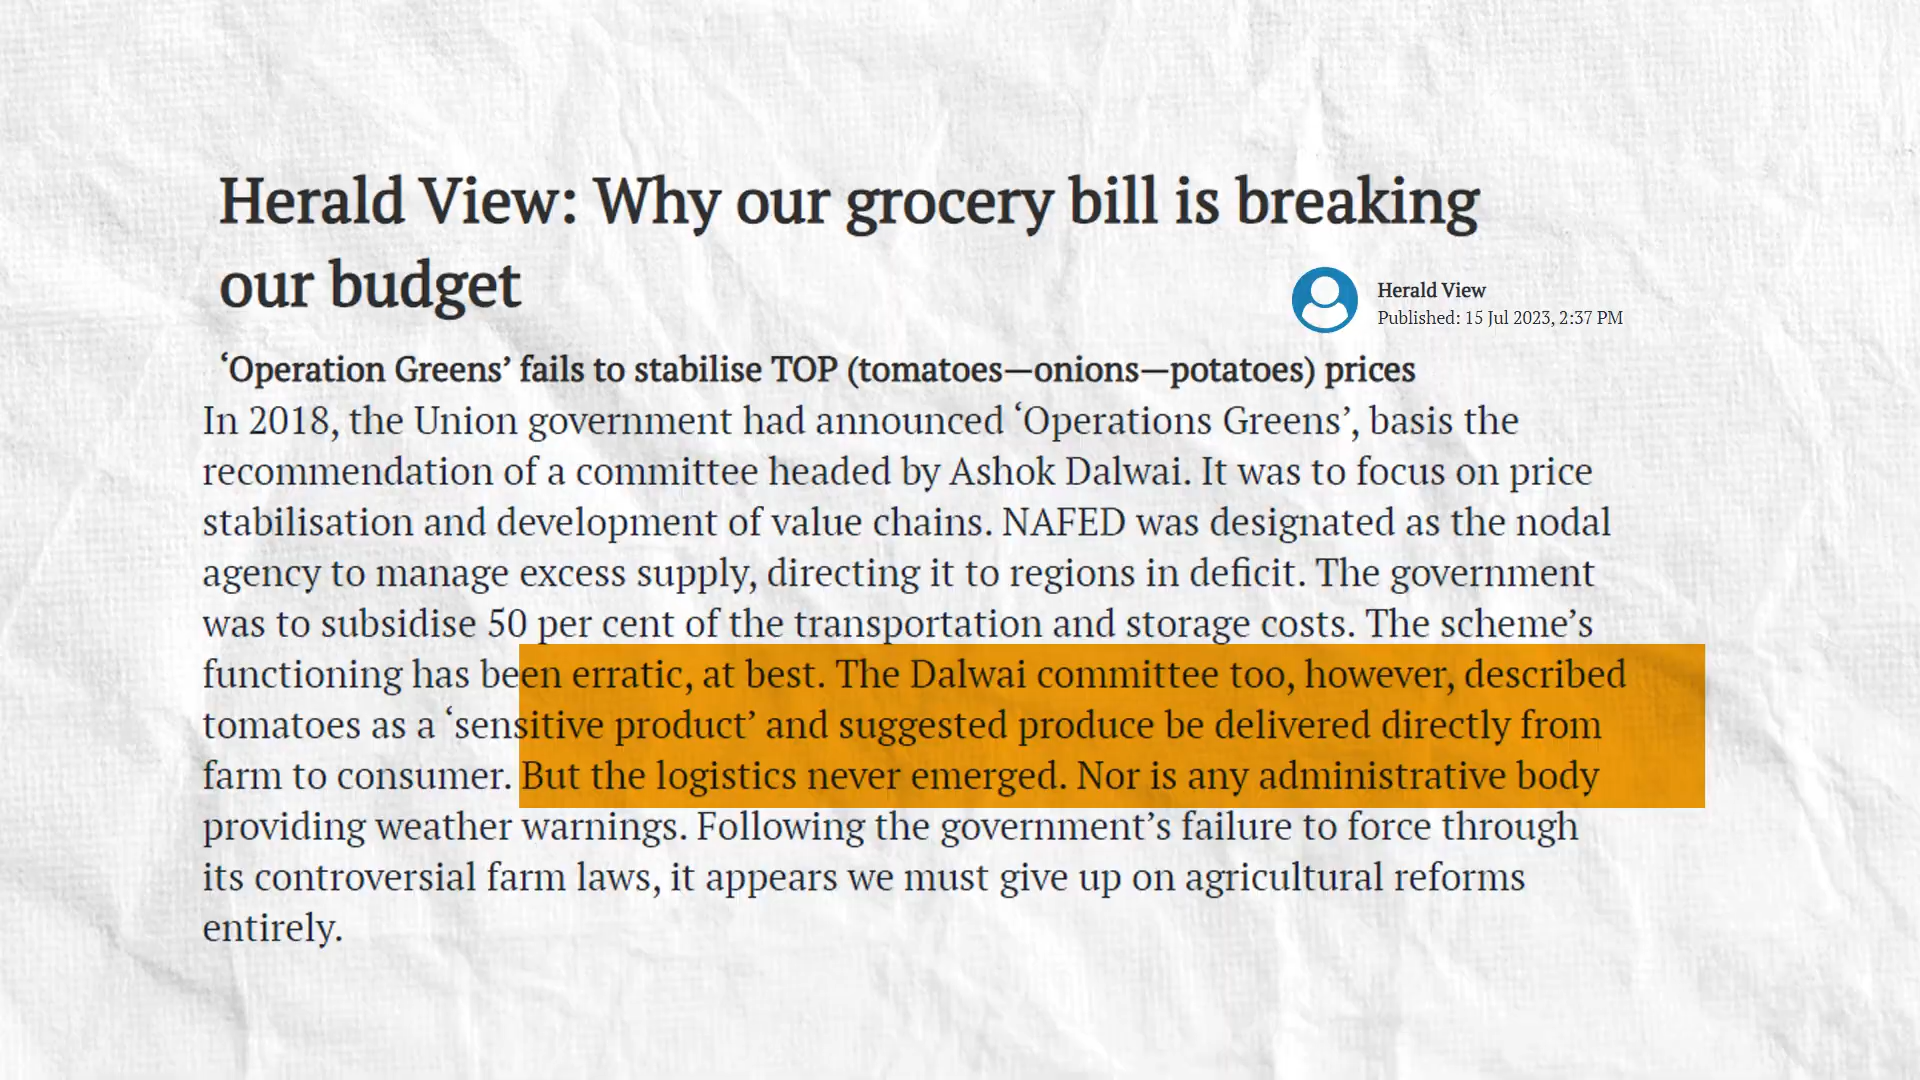 Herald View: Why our grocery bill is breaking
our budget
Herald View
Published: 15 Jul 2023, 2:37 PM
‘Operation Greens’ fails to stabilise TOP (tomatoes—onions—potatoes) prices
In 2018, the Union government had announced ‘Operations Greens’, basis the
recommendation of a committee headed by Ashok Dalwai. It was to focus on price
stabilisation and development of value chains. NAFED was designated as the nodal
agency to manage excess supply, directing it to regions in deficit. The government
was to subsidise 50 per cent of the transportation and storage costs. The scheme’s
functioning has been erratic, at best. The Dalwai committee too, however, described
tomatoes as a ‘sensitive product’ and suggested produce be delivered directly from
farm to consumer. But the logistics never emerged. Nor is any administrative body
providing weather warnings. Following the government’s failure to force through
its controversial farm laws, it appears we must give up on agricultural reforms
entirely.